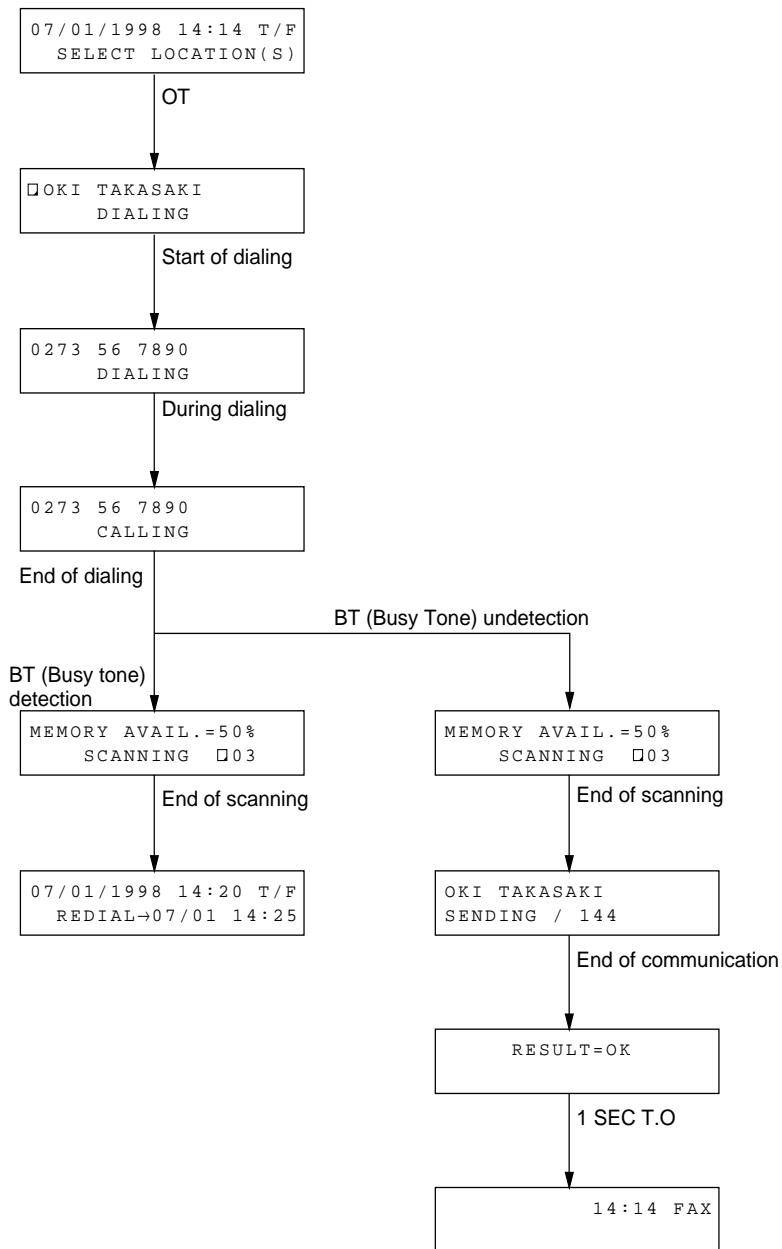 07/01/1998 14:14 T/F
SELECT LOCATION(S)
OT
OKI TAKASAKI
DIALING
Start of dialing
0273 56 7890
DIALING
During dialing
0273 56 7890
CALLING
End of dialing
BT (Busy Tone) undetection
BT (Busy tone)
detection
MEMORY AVAIL.=50%
SCANNING 03
End of scanning
07/01/1998 14:20 T/F
REDIAL→07/01 14:25
MEMORY AVAIL.=50%
SCANNING 03
End of scanning
OKI TAKASAKI
SENDING / 144
End of communication
RESULT=OK
1 SEC T.O
14:14 FAX